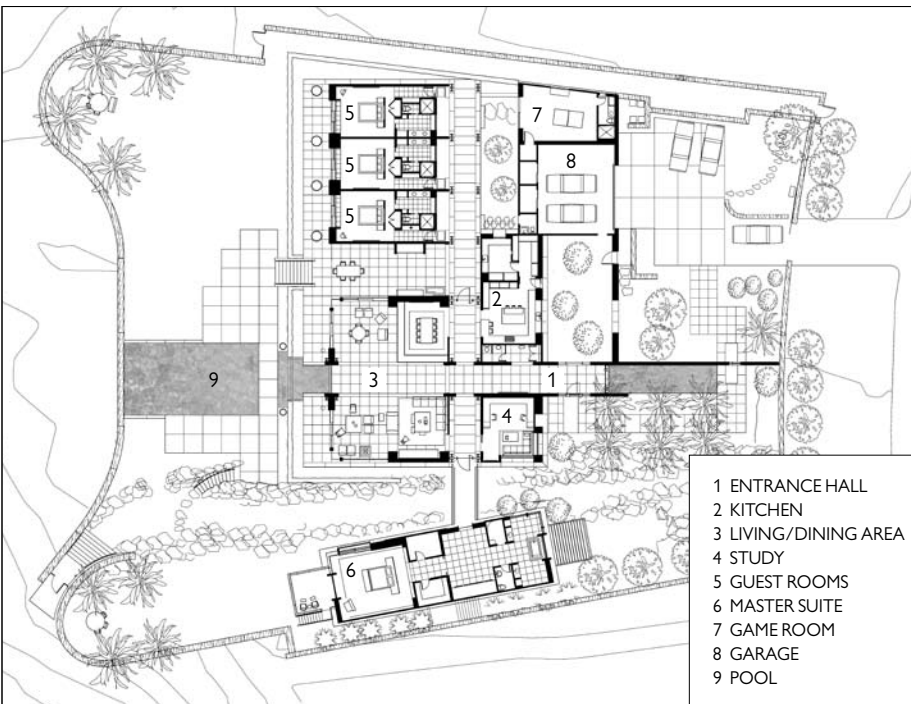 5
7
8
5
5
2
9
3
1
4
6
1 ENTRANCE HALL
2 KITCHEN
3 LIVING/DINING AREA
4 STUDY
5 GUEST ROOMS
6 MASTER SUITE
7 GAME ROOM
8 GARAGE
9 POOL